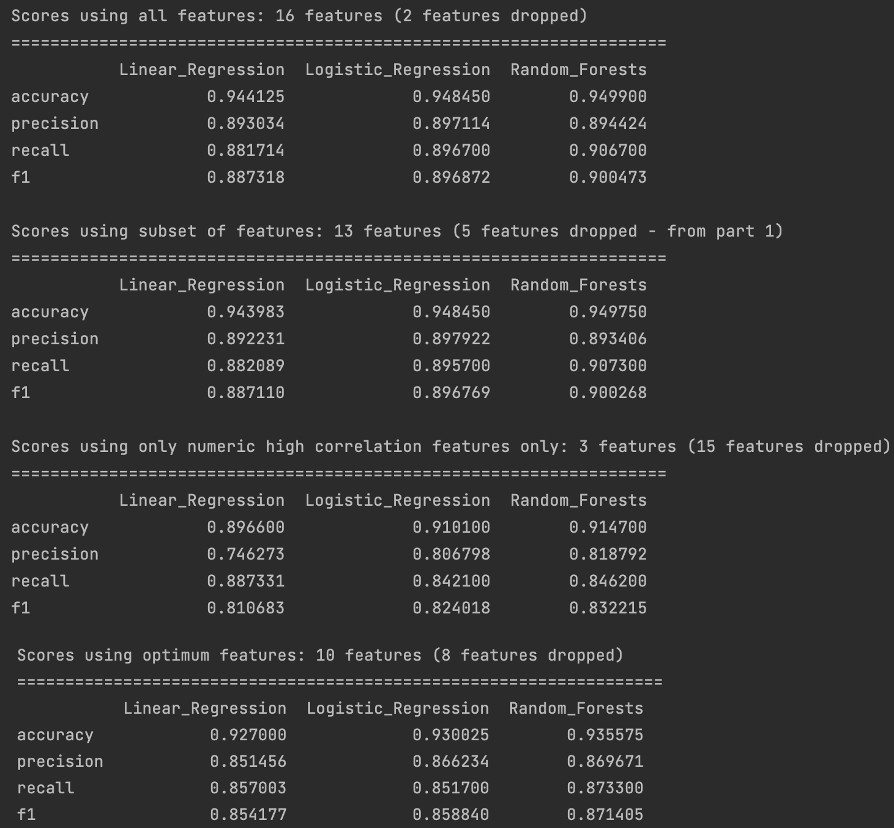 Scores using all features: 16 features (2 features dropped)
===================================================================
Linear_Regression Logistic_Regression Random_Forests
accuracy 0.944125 0.948450 0.949900
precision 0.893034 0.897114 0.894424
recall 0.881714 0.896700 0.906700
f1 0.887318 0.896872 0.900473
Scores using subset of features: 13 features (5 features dropped - from part 1)
===================================================================
Linear_Regression Logistic_Regression Random_Forests
accuracy 0.943983 0.948450 0.949750
precision 0.892231 0.897922 0.893406
recall 0.882089 0.895700 0.907300
f1 0.887110 0.896769 0.900268
Scores using only numeric high correlation features only: 3 features (15 features dropped)
===================================================================
Linear_Regression Logistic_Regression Random_Forests
accuracy 0.896600 0.910100 0.914700
precision 0.746273 0.806798 0.818792
recall 0.887331 0.842100 0.846200
f1 0.810683 0.824018 0.832215
Scores using optimum features: 10 features (8 features dropped)
===================================================================
Linear_Regression Logistic_Regression Random_Forests
accuracy 0.927000 0.930025 0.935575
precision 0.851456 0.866234 0.869671
recall 0.857003 0.851700 0.873300
f1 0.854177 0.858840 0.871405